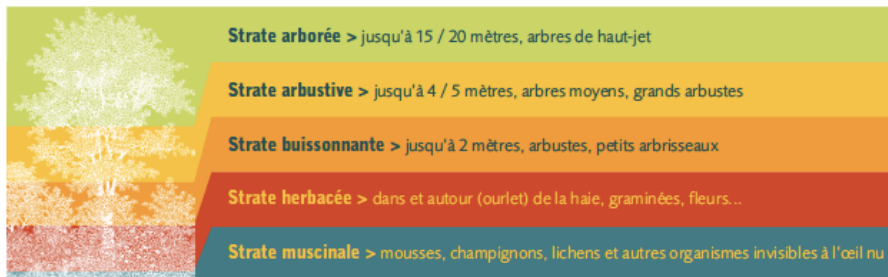 Strate arborée > jusqu'à 15 / 20 mètres, arbres de haut-jet
Strate arbustive > jusqu'à 4 / 5 mètres, arbres moyens, grands arbustes
Strate buissonnante > jusqu'à 2 mètres, arbustes, petits arbrisseaux
Strate herbacée > dans et autour (ourlet) de la haie, graminées, fleurs...
Strate muscinale > mousses, champignons, lichens et autres organismes invisibles à l'œil nu